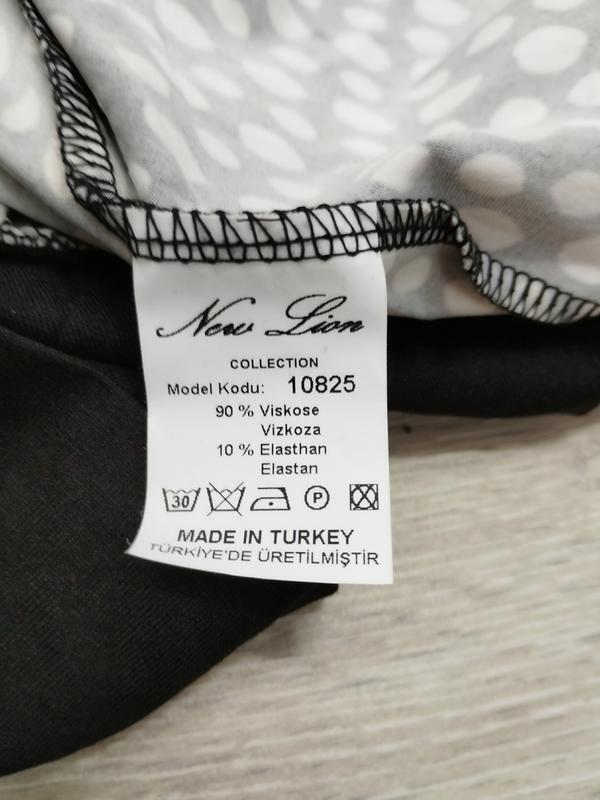 New Lion
COLLECTION
Model Kodu: 10825
90 % Viskose
Vizkoza
10 % Elasthan
Elastan
30 P
MADE IN TURKEY
TÜRKİYE'DE ÜRETİLMİŞTİR